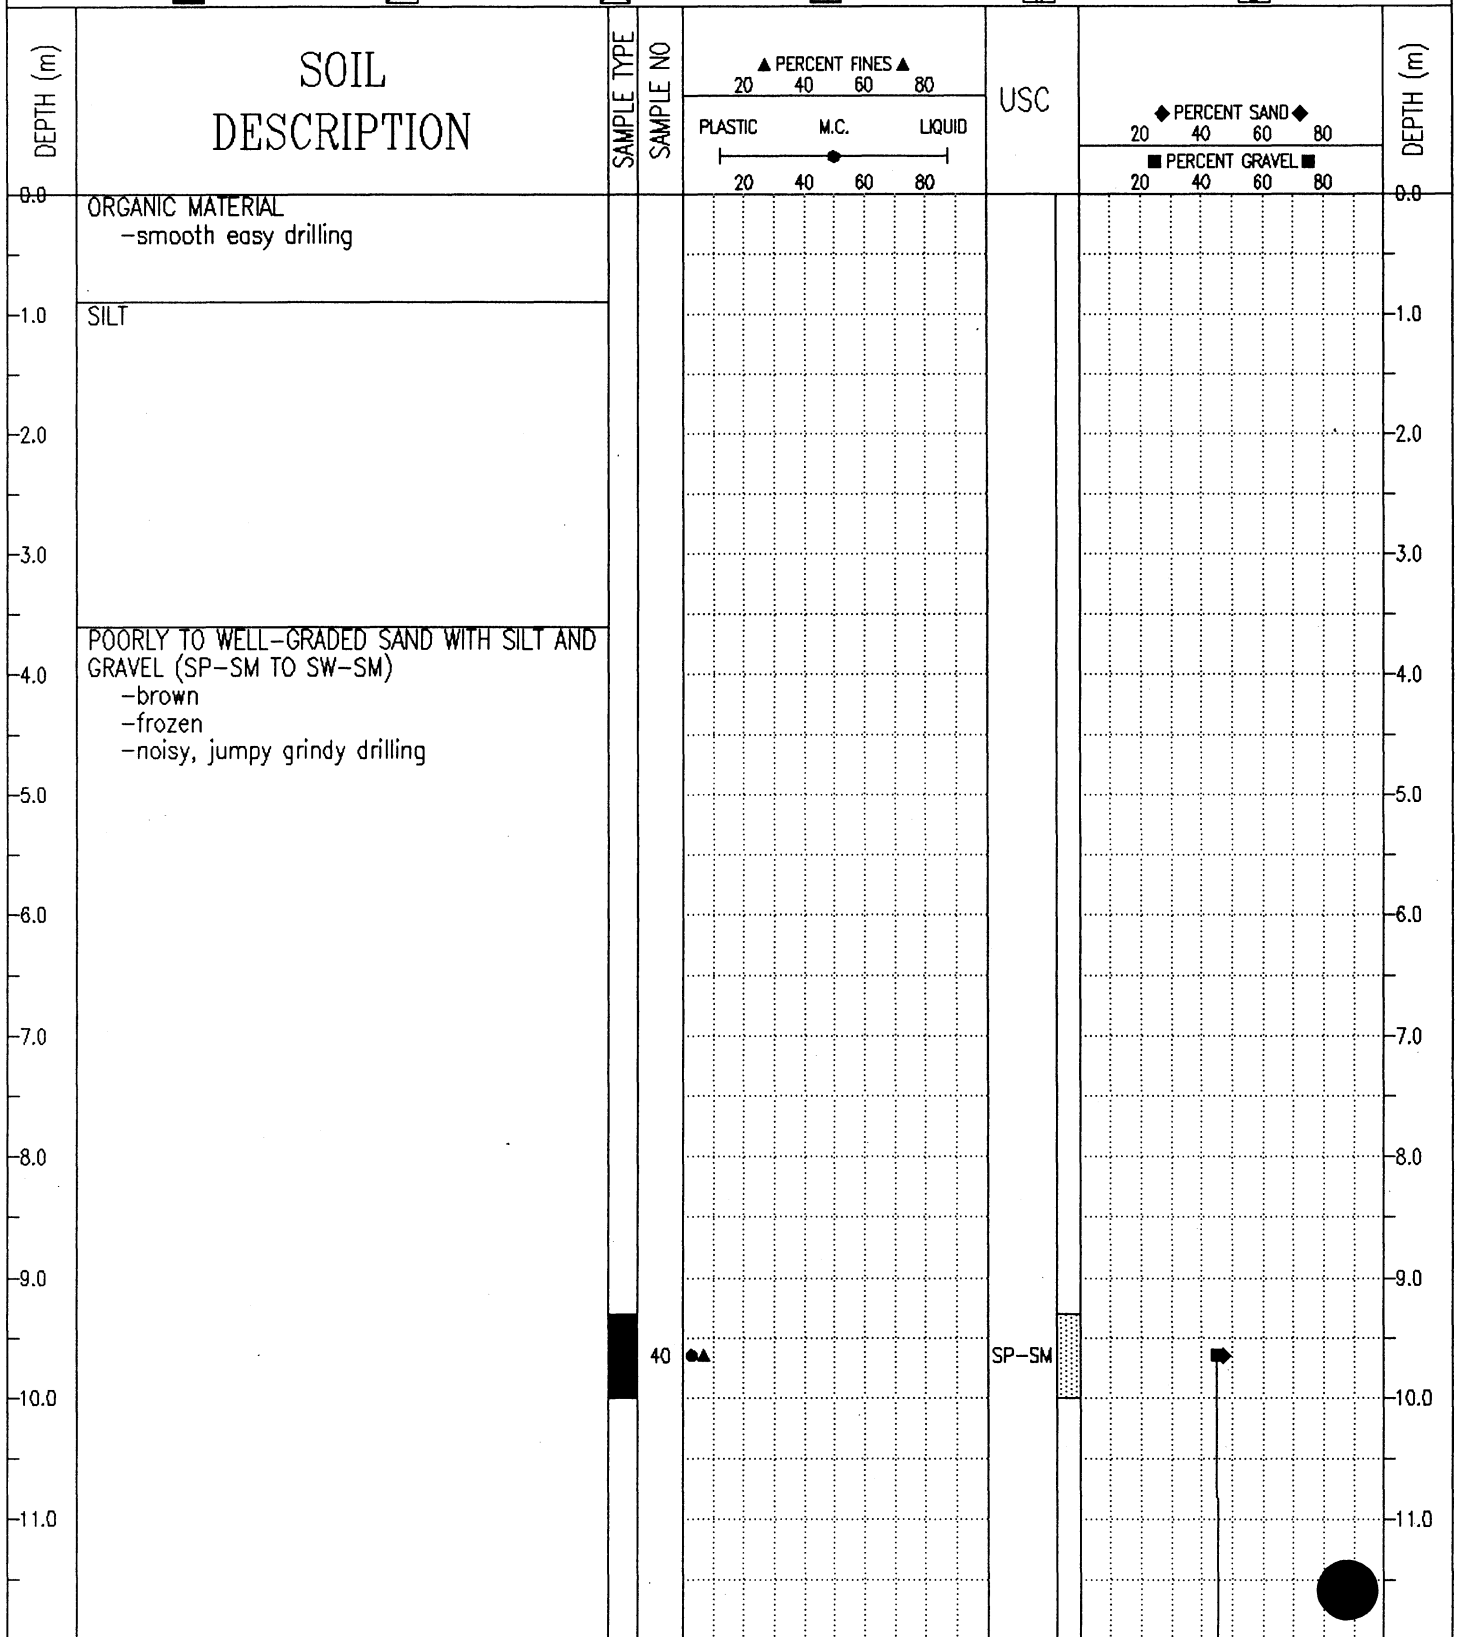 DEPTH (m)
SOIL
DESCRIPTION
SAMPLE TYPE
SAMPLE NO
▲ PERCENT FINES ▲
20 40 60 80
PLASTIC M.C. LIQUID
20 40 60 80
USC
◆ PERCENT SAND ◆
20 40 60 80
■ PERCENT GRAVEL ■
20 40 60 80
DEPTH (m)
0.0
ORGANIC MATERIAL
-smooth easy drilling
0.0
1.0
SILT
1.0
2.0
2.0
3.0
3.0
POORLY TO WELL-GRADED SAND WITH SILT AND
GRAVEL (SP-SM TO SW-SM)
-brown
-frozen
-noisy, jumpy grindy drilling
4.0
4.0
5.0
5.0
6.0
6.0
7.0
7.0
8.0
8.0
9.0
9.0
40
SP-SM
10.0
10.0
11.0
11.0